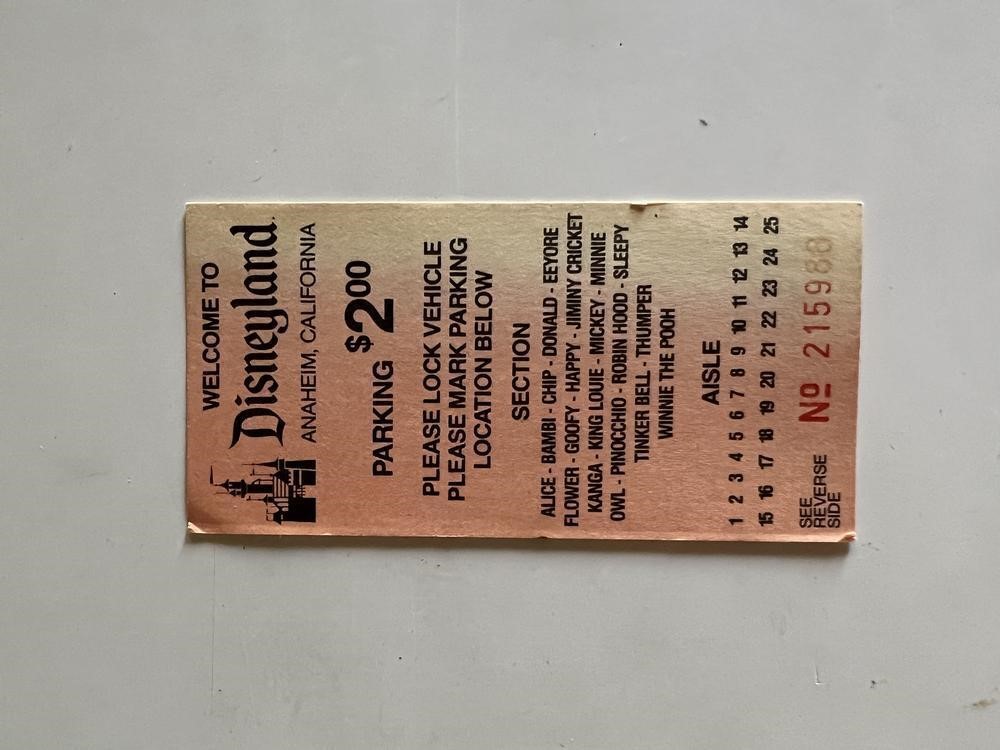 WELCOME TO
Disneyland.
ANAHEIM, CALIFORNIA
PARKING $2.00
PLEASE LOCK VEHICLE
PLEASE MARK PARKING
LOCATION BELOW
SECTION
ALICE - BAMBI - CHIP - DONALD - EEYORE
FLOWER - GOOFY - HAPPY - JIMINY CRICKET
KANGA - KING LOUIE - MICKEY - MINNIE
OWL - PINOCCHIO - ROBIN HOOD - SLEEPY
TINKER BELL - THUMPER
WINNIE THE POOH
AISLE
1 2 3 4 5 6 7 8 9 10 11 12 13 14
15 16 17 18 19 20 21 22 23 24 25
SEE
REVERSE
SIDE
Nº 215988